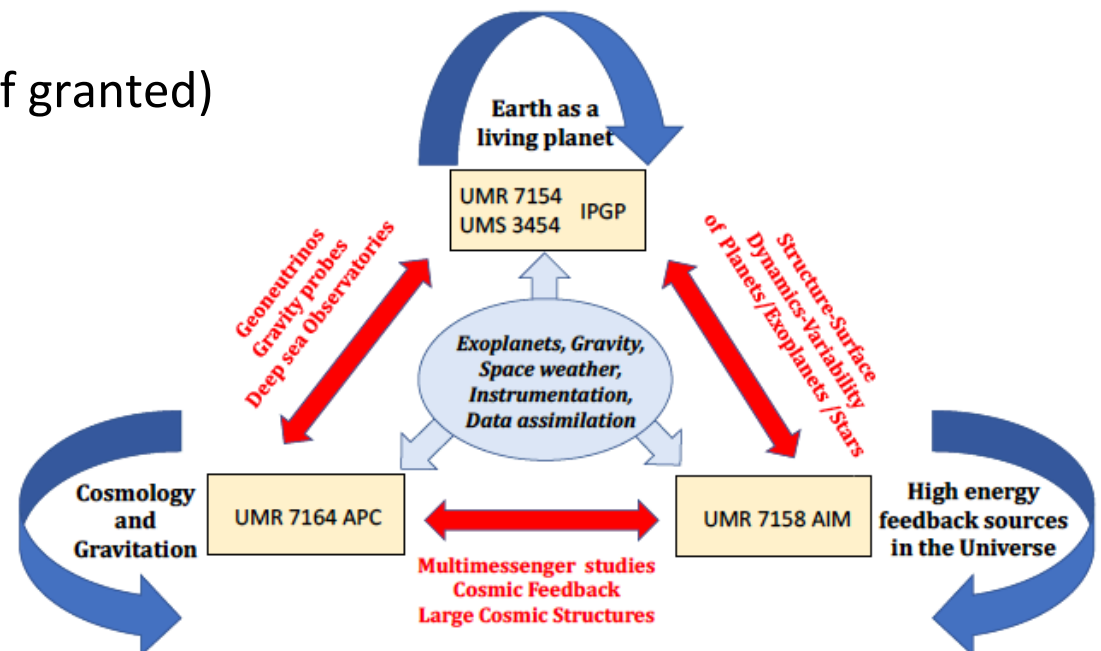 f granted)
Earth as a
living planet
UMR 7154
UMS 3454
IPGP
Geoneutrinos
Gravity probes
Deep sea Observatories
Structure-Surface
Dynamics-Variability
of Planets/Exoplanets /Stars
Exoplanets, Gravity,
Space weather,
Instrumentation,
Data assimilation
Cosmology
and
Gravitation
UMR 7164 APC
UMR 7158 AIM
High energy
feedback sources
in the Universe
Multimessenger studies
Cosmic Feedback
Large Cosmic Structures